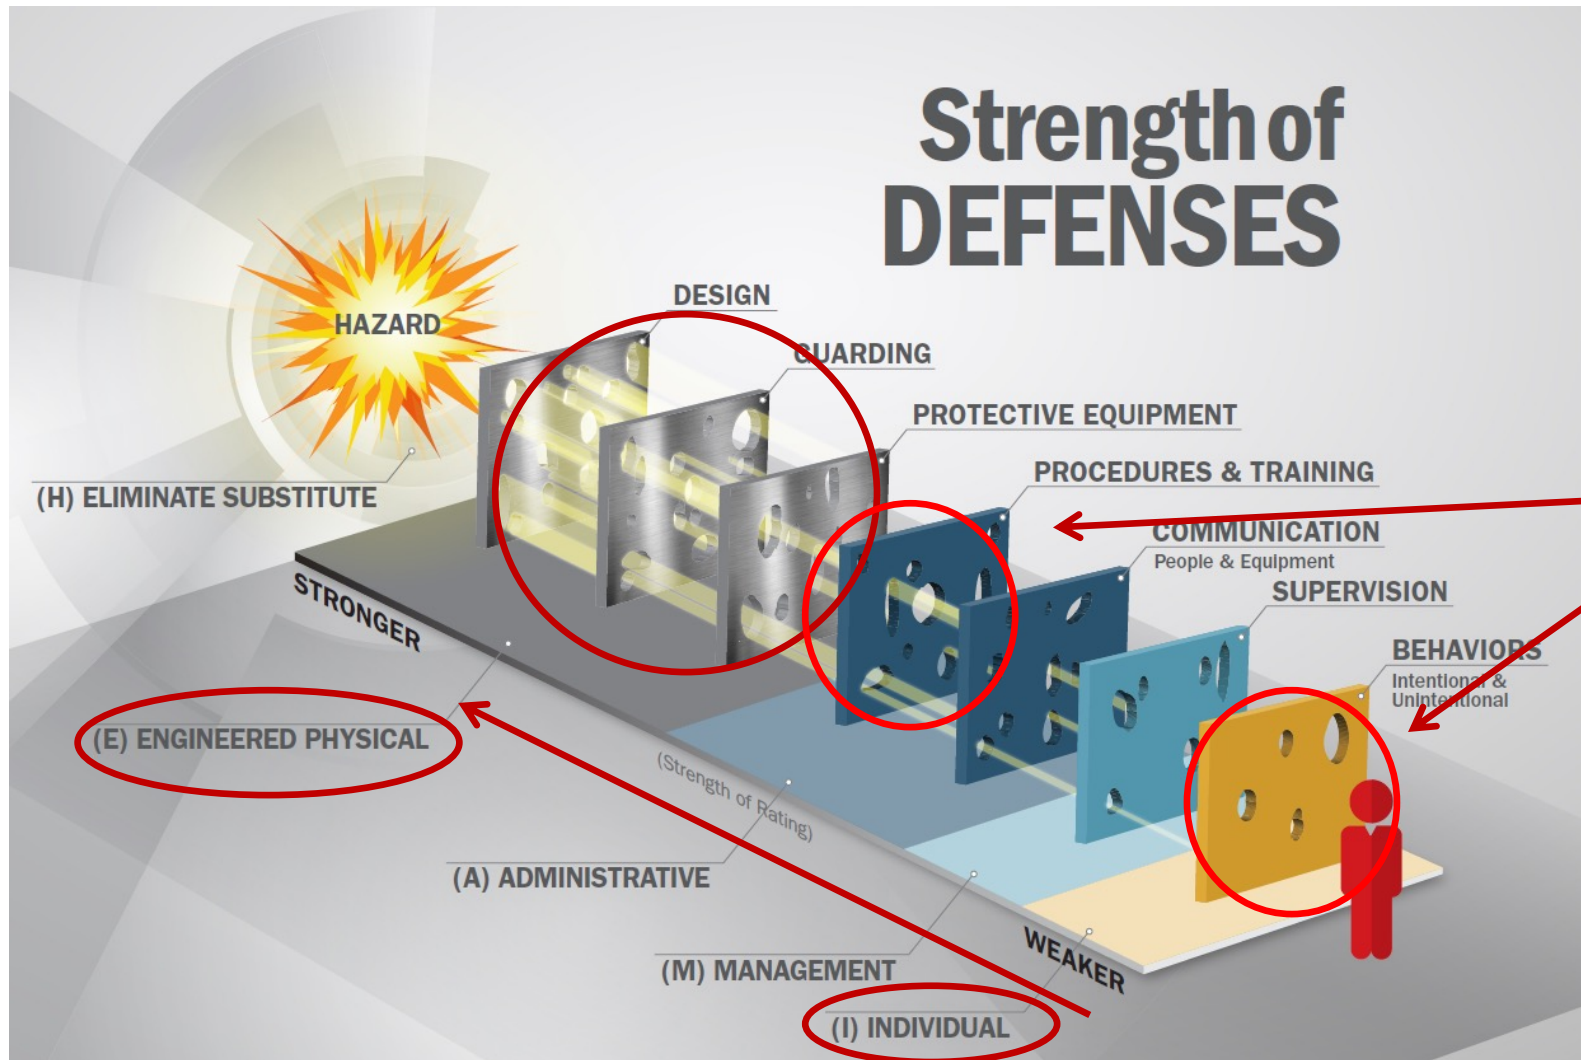 Strength of
DEFENSES
DESIGN
HAZARD
GUARDING
PROTECTIVE EQUIPMENT
PROCEDURES & TRAINING
(H) ELIMINATE SUBSTITUTE
COMMUNICATION
People & Equipment
SUPERVISION
STRONGER
BEHAVIORS
Intentional &
Unintentional
(E) ENGINEERED PHYSICAL
(Strength of Rating)
(A) ADMINISTRATIVE
WEAKER
(M) MANAGEMENT
(I) INDIVIDUAL